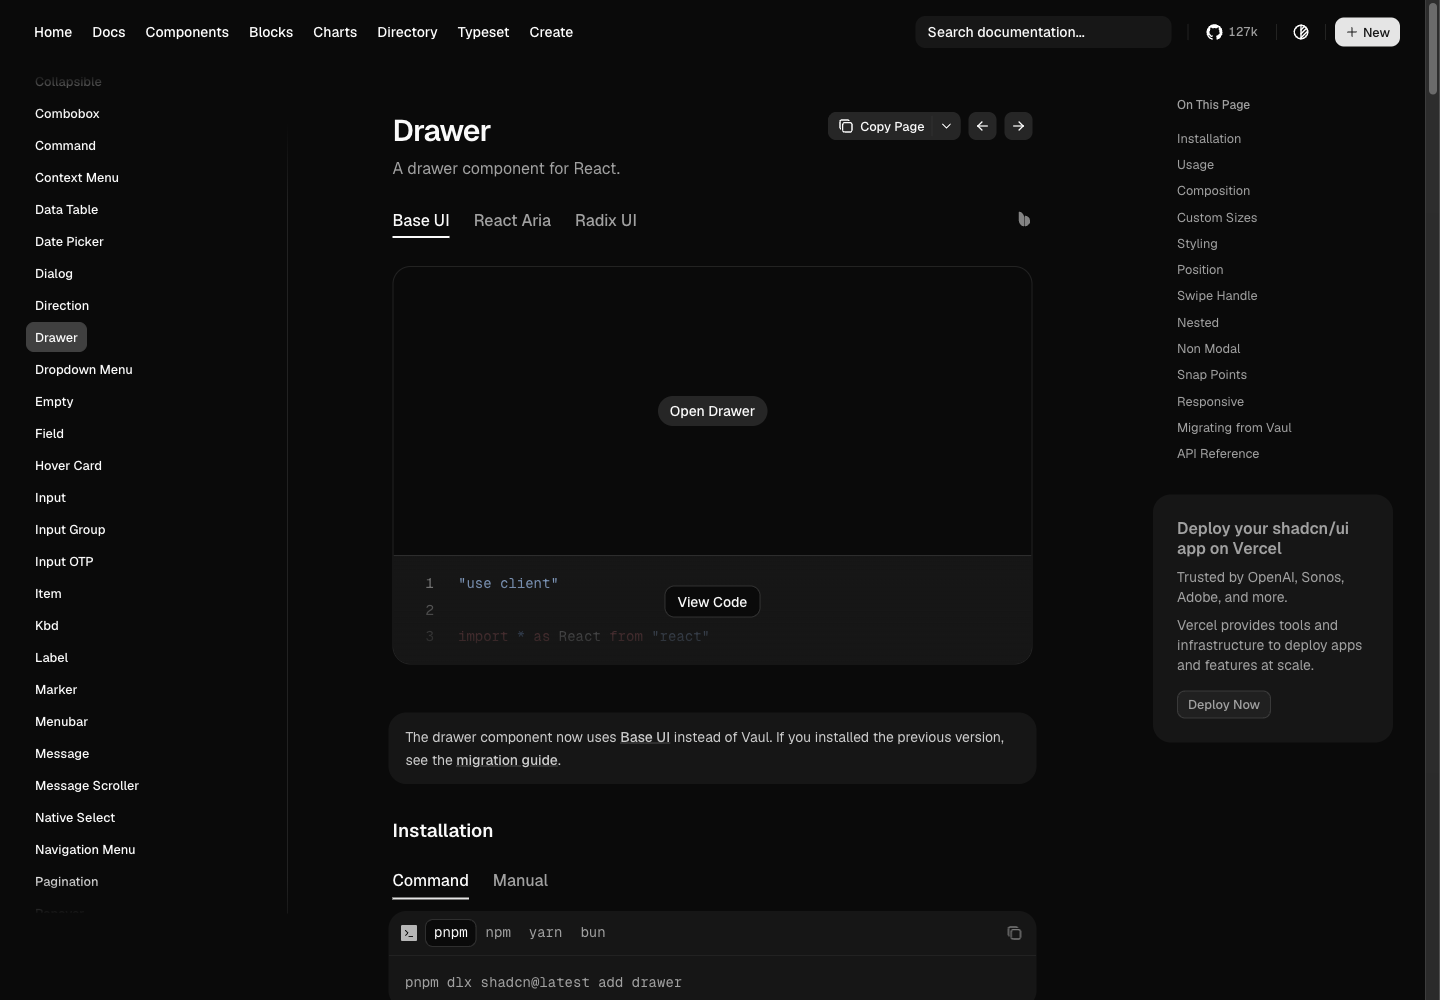 Home Docs Components Blocks Charts Directory Typeset Create
Search documentation...
127k
New
Collapsible
Combobox
Command
Context Menu
Data Table
Date Picker
Dialog
Direction
Drawer
Dropdown Menu
Empty
Field
Hover Card
Input
Input Group
Input OTP
Item
Kbd
Label
Marker
Menubar
Message
Message Scroller
Native Select
Navigation Menu
Pagination
Drawer
Copy Page
A drawer component for React.
Base UI React Aria Radix UI
Open Drawer
1 "use client"
2
3 import * as React from "react"
View Code
The drawer component now uses Base UI instead of Vaul. If you installed the previous version,
see the migration guide.
Installation
Command Manual
pnpm npm yarn bun
pnpm dlx shadcn@latest add drawer
On This Page
Installation
Usage
Composition
Custom Sizes
Styling
Position
Swipe Handle
Nested
Non Modal
Snap Points
Responsive
Migrating from Vaul
API Reference
Deploy your shadcn/ui
app on Vercel
Trusted by OpenAI, Sonos,
Adobe, and more.
Vercel provides tools and
infrastructure to deploy apps
and features at scale.
Deploy Now